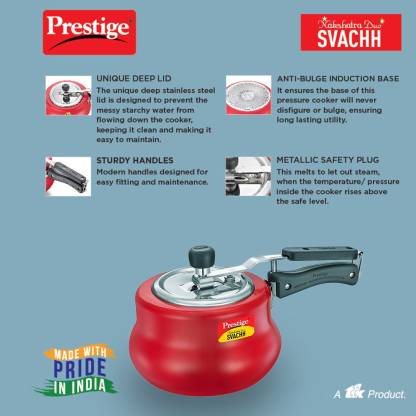 Prestige
Nakshatra Duo
SVACHH
UNIQUE DEEP LID
The unique deep stainless steel
lid is designed to prevent the
messy starchy water from
flowing down the cooker,
keeping it clean and making it
easy to maintain.
ANTI-BULGE INDUCTION BASE
It ensures the base of this
pressure cooker will never
disfigure or bulge, ensuring
long lasting utility.
STURDY HANDLES
Modern handles designed for
easy fitting and maintenance.
METALLIC SAFETY PLUG
This melts to let out steam,
when the temperature/ pressure
inside the cooker rises above
the safe level.
Prestige
Prestige
SVACHH
MADE WITH
PRIDE
IN INDIA
A ttk Product.